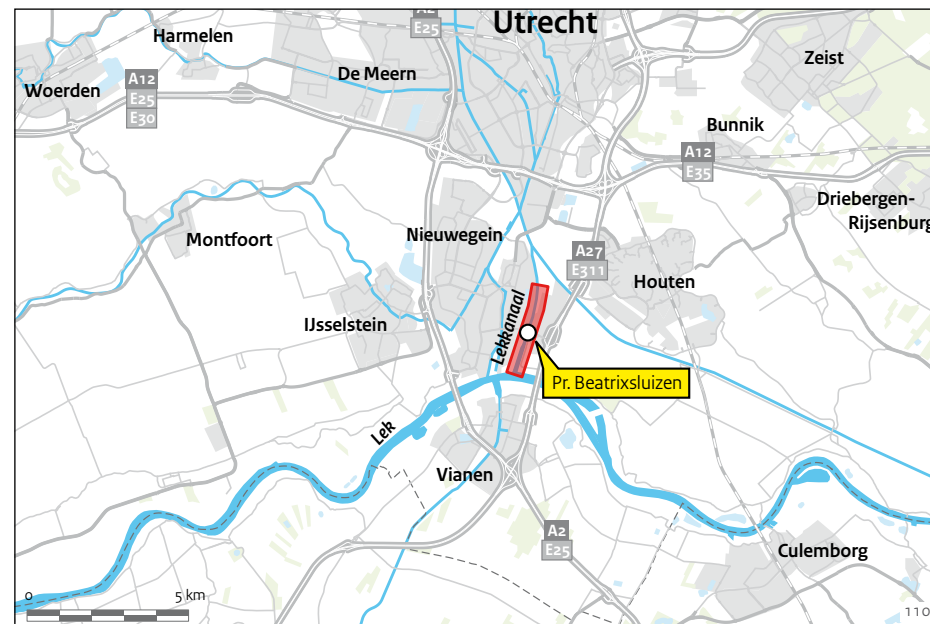 A2
E25
Utrecht
Harmelen
De Meern
Zeist
Woerden
A12
E25
E30
Bunnik
A12
E35
Driebergen-
Rijsenburg
Montfoort
Nieuwegein
A27
E311
Houten
IJsselstein
Lekkanaal
Pr. Beatrixsluizen
Lek
Vianen
A2
E25
Culemborg
0
5 km
110